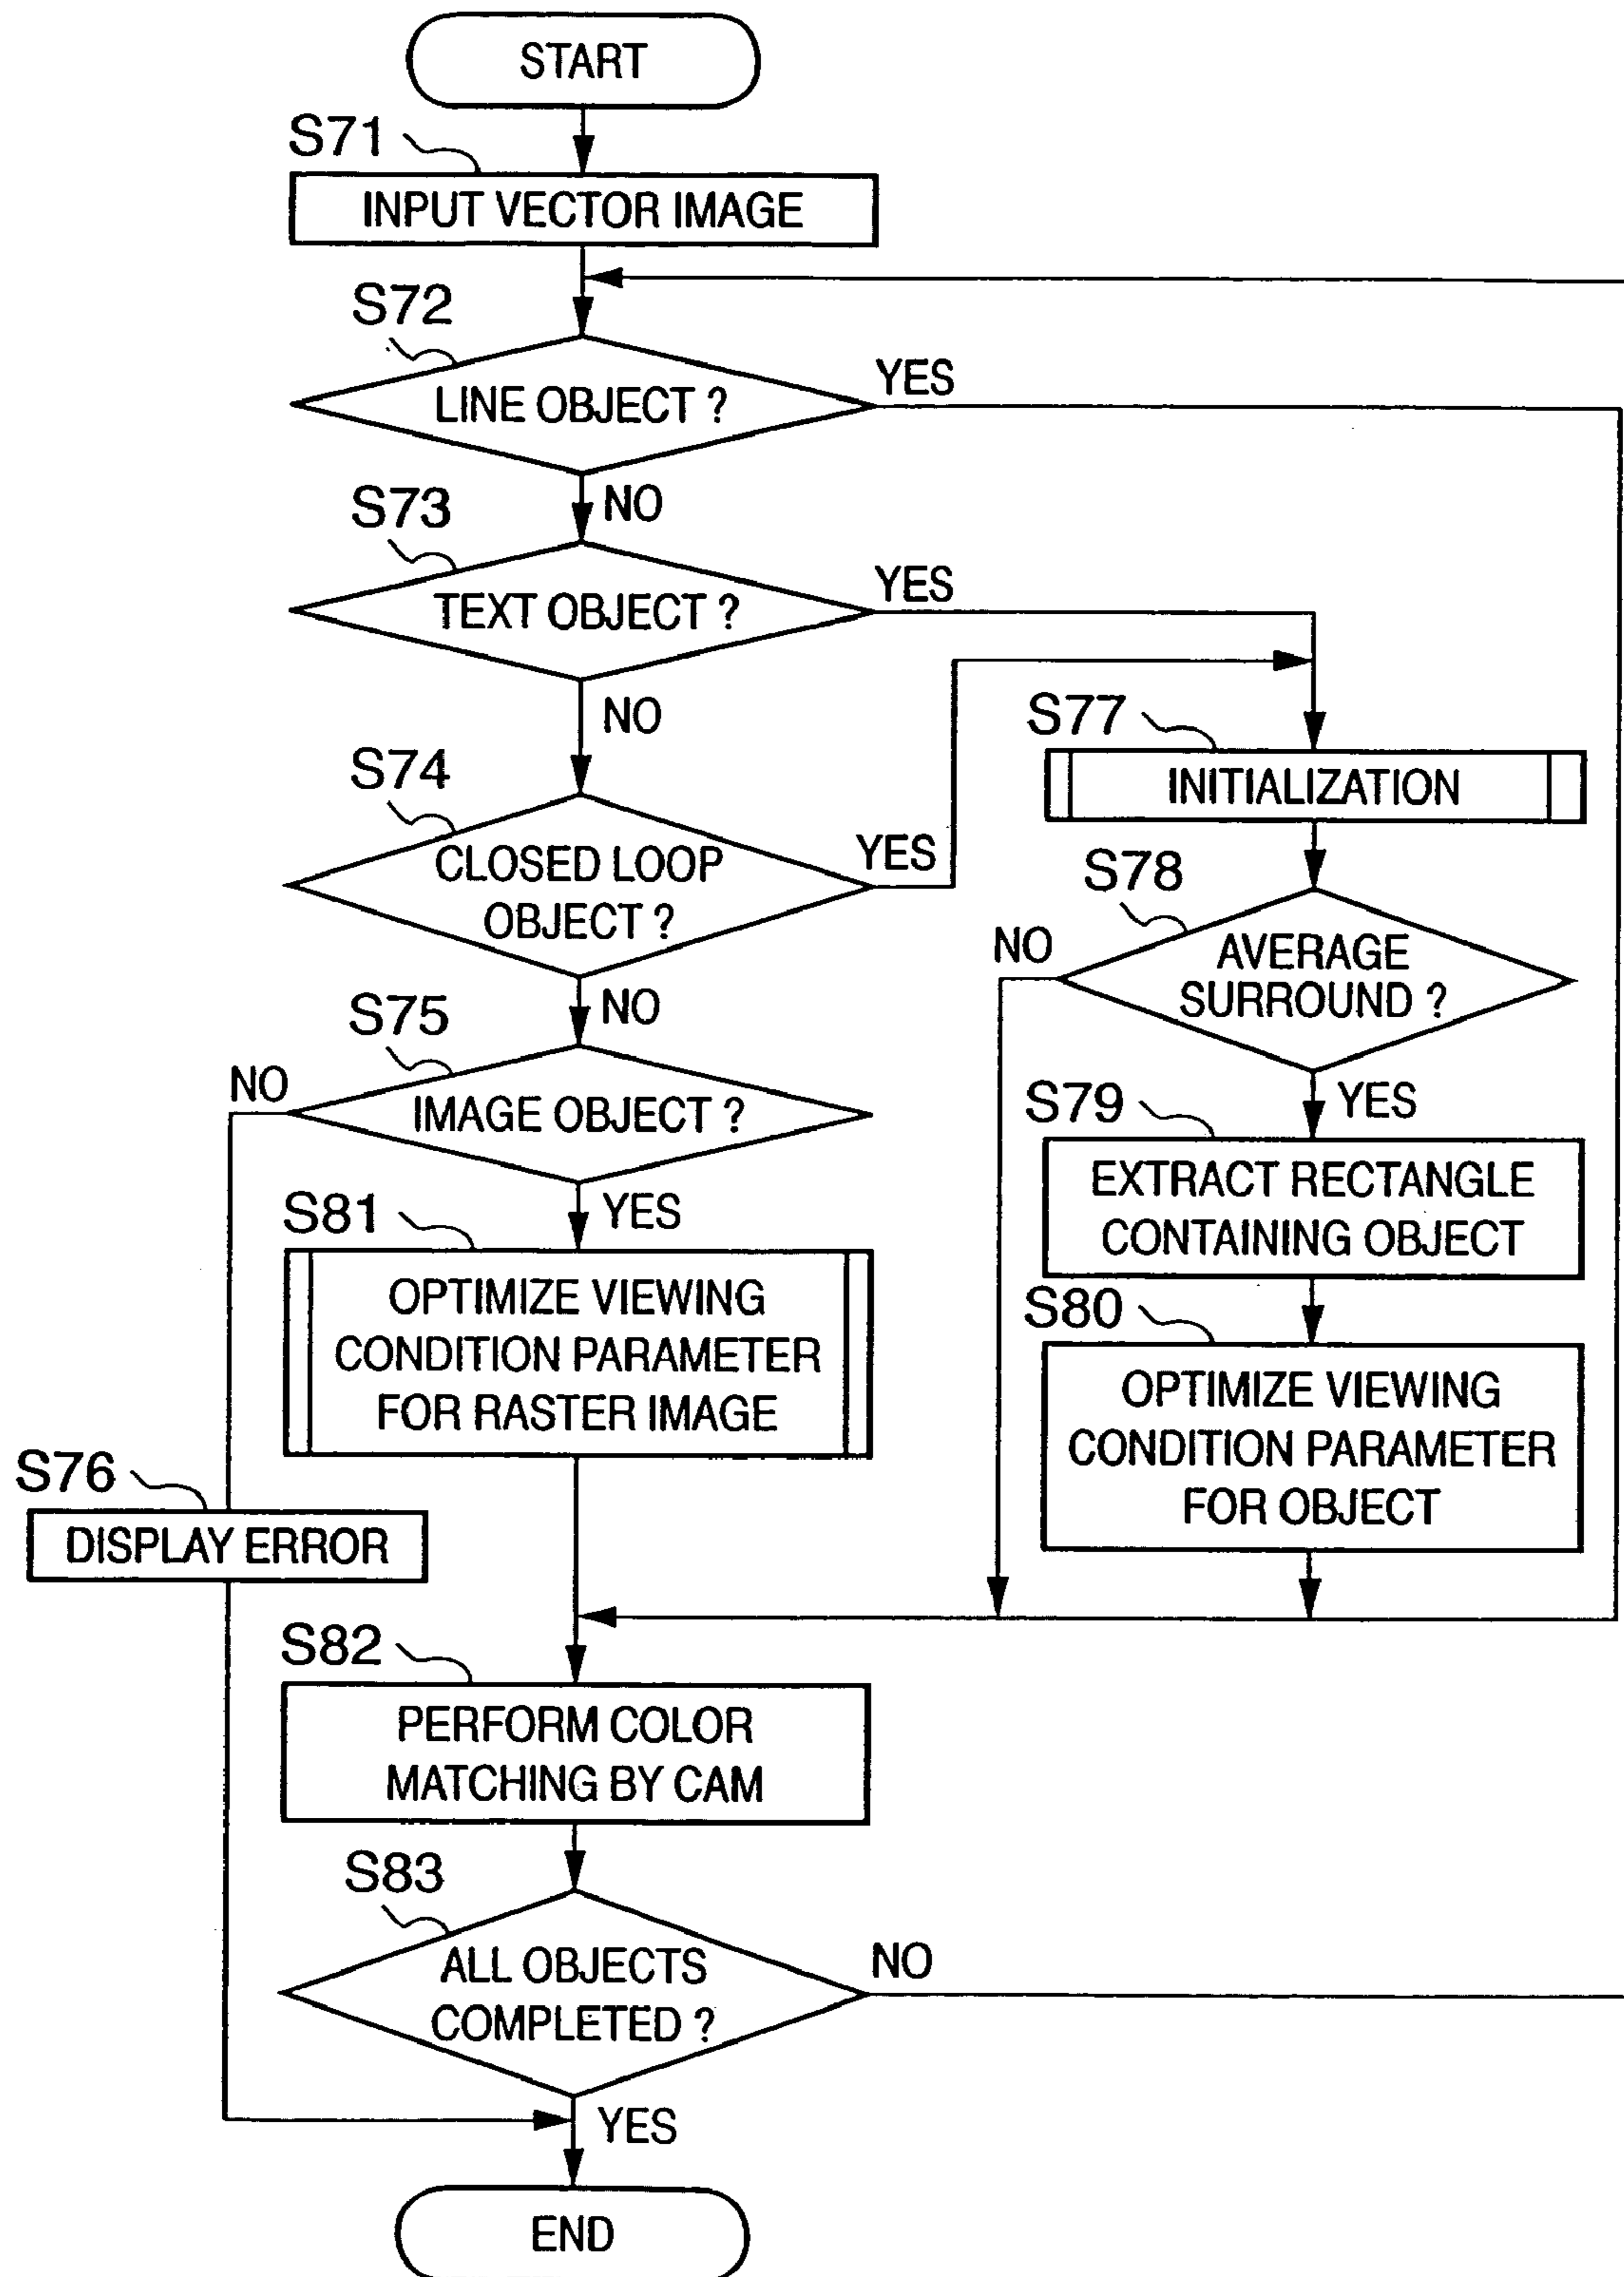 START
S71
INPUT VECTOR IMAGE
S72
LINE OBJECT ?
YES
NO
S73
TEXT OBJECT ?
YES
NO
S74
CLOSED LOOP
OBJECT ?
YES
NO
S75
IMAGE OBJECT ?
NO
YES
S76
DISPLAY ERROR
S77
INITIALIZATION
S78
AVERAGE
SURROUND ?
NO
YES
S79
EXTRACT RECTANGLE
CONTAINING OBJECT
S80
OPTIMIZE VIEWING
CONDITION PARAMETER
FOR OBJECT
S81
OPTIMIZE VIEWING
CONDITION PARAMETER
FOR RASTER IMAGE
S82
PERFORM COLOR
MATCHING BY CAM
S83
ALL OBJECTS
COMPLETED ?
NO
YES
END